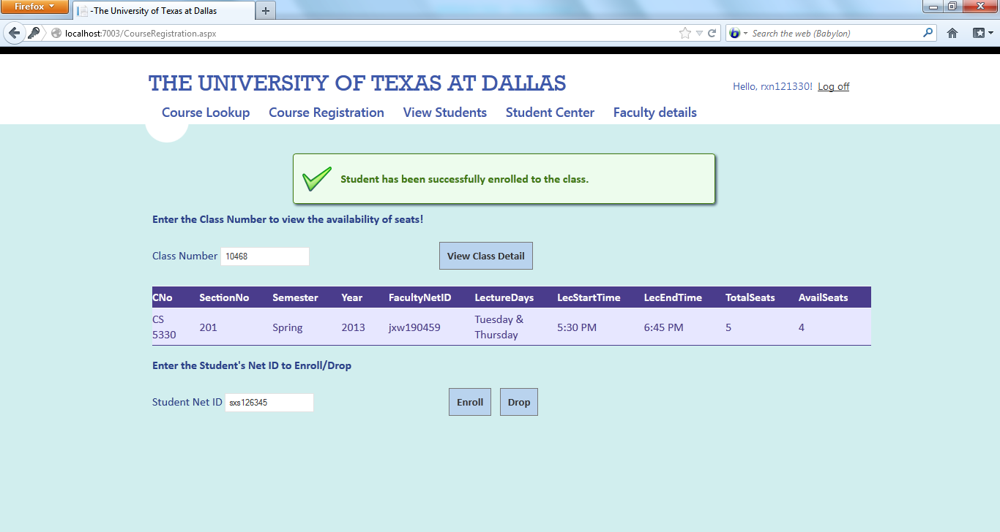 Firefox
-The University of Texas at Dallas
localhost:7003/CourseRegistration.aspx
Search the web (Babylon)
THE UNIVERSITY OF TEXAS AT DALLAS
Hello, rxn121330! Log off
Course Lookup Course Registration View Students Student Center Faculty details
Student has been successfully enrolled to the class.
Enter the Class Number to view the availability of seats!
Class Number 10468 View Class Detail
CNo SectionNo Semester Year FacultyNetID LectureDays LecStartTime LecEndTime TotalSeats AvailSeats
CS 5330 201 Spring 2013 jxw190459 Tuesday & Thursday 5:30 PM 6:45 PM 5 4
Enter the Student's Net ID to Enroll/Drop
Student Net ID sxs126345 Enroll Drop